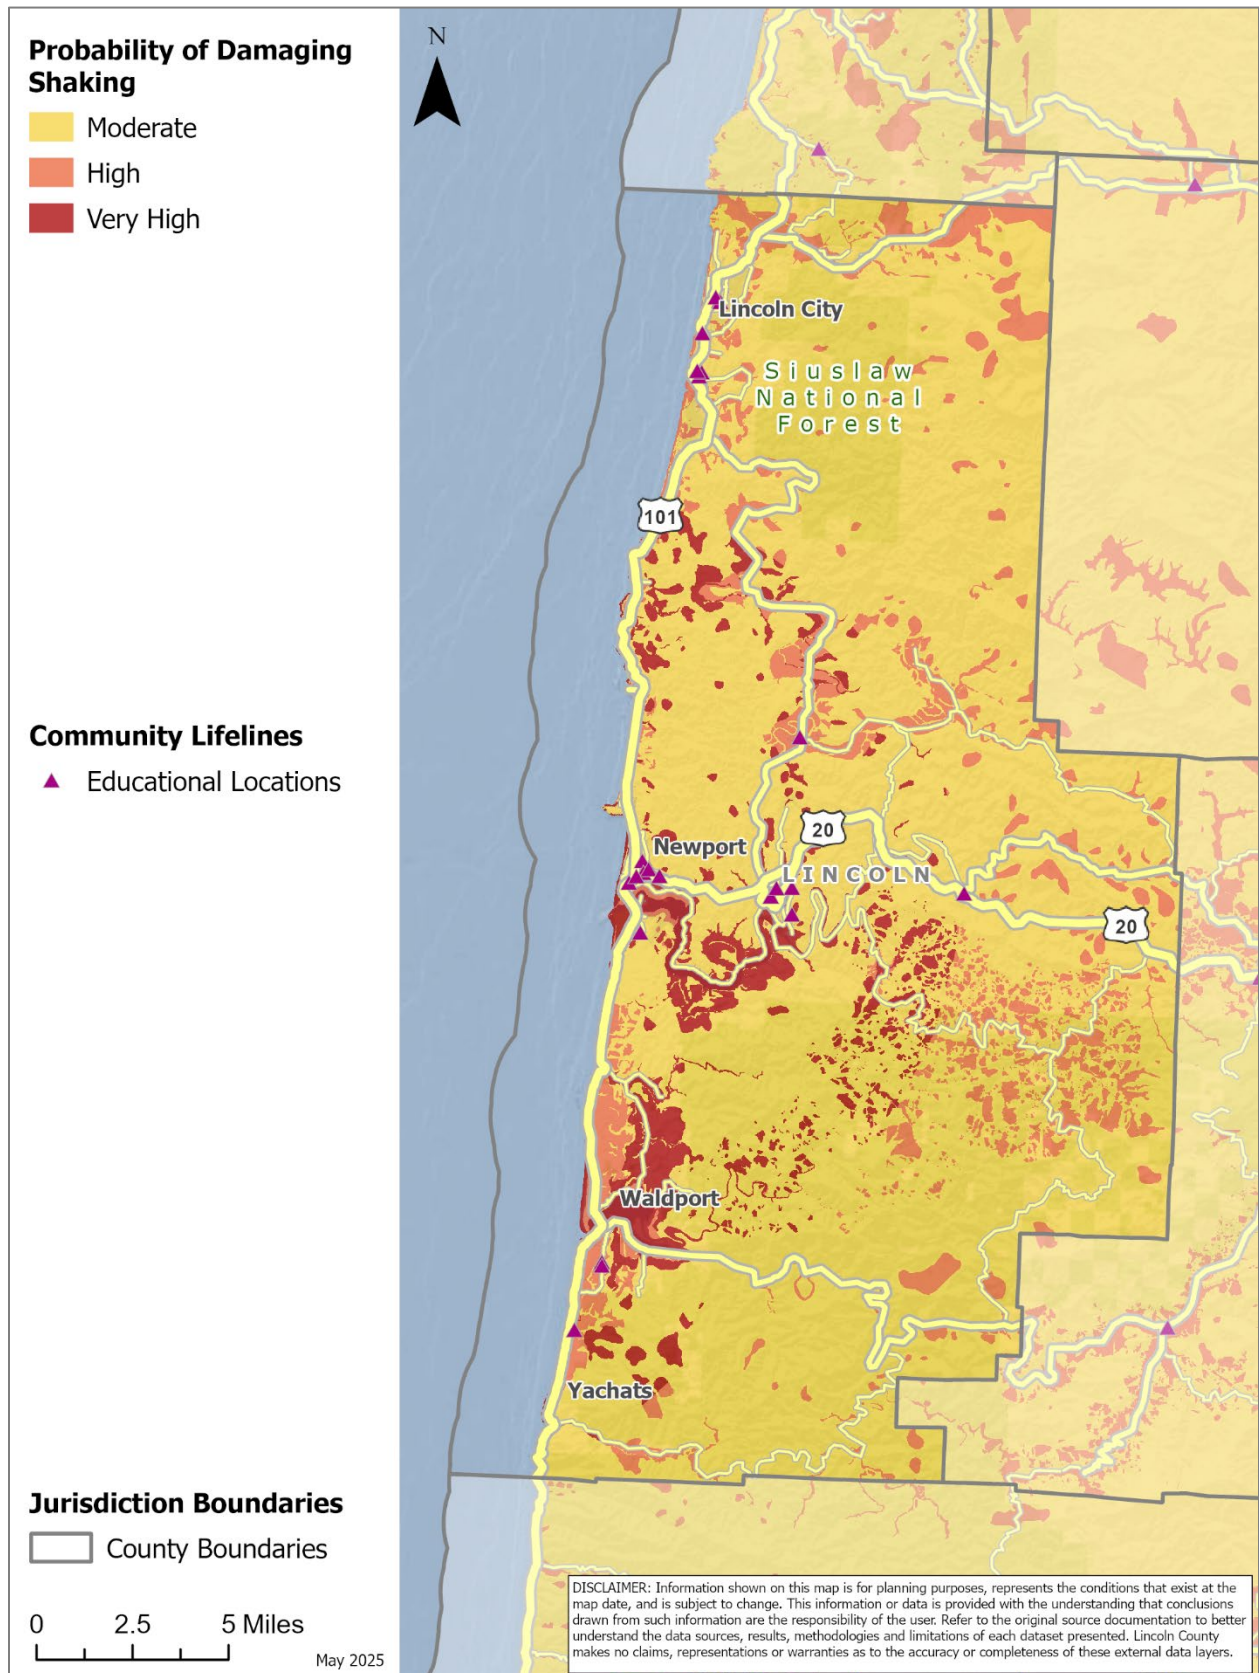 Probability of Damaging
Shaking
Moderate
High
Very High
Community Lifelines
Educational Locations
Jurisdiction Boundaries
County Boundaries
0 2.5 5 Miles
May 2025
N
Lincoln City
Siuslaw
National
Forest
101
20
Newport
LINCOLN
20
Waldport
Yachats
DISCLAIMER: Information shown on this map is for planning purposes, represents the conditions that exist at the
map date, and is subject to change. This information or data is provided with the understanding that conclusions
drawn from such information are the responsibility of the user. Refer to the original source documentation to better
understand the data sources, results, methodologies and limitations of each dataset presented. Lincoln County
makes no claims, representations or warranties as to the accuracy or completeness of these external data layers.